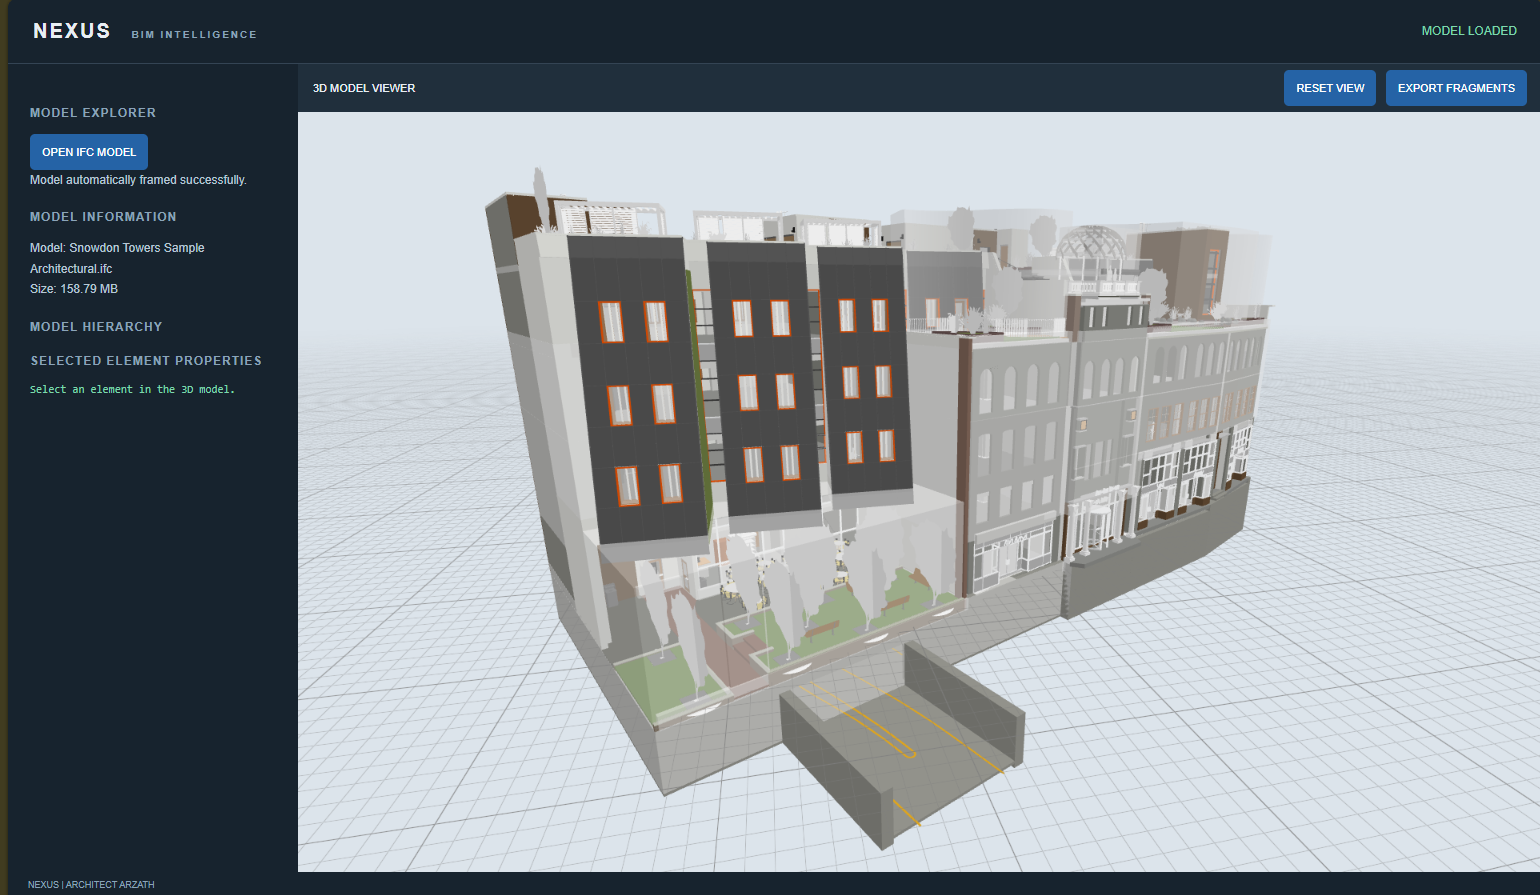 NEXUS BIM INTELLIGENCE
MODEL LOADED
MODEL EXPLORER
OPEN IFC MODEL
Model automatically framed successfully.
MODEL INFORMATION
Model: Snowdon Towers Sample
Architectural.ifc
Size: 158.79 MB
MODEL HIERARCHY
SELECTED ELEMENT PROPERTIES
Select an element in the 3D model.
3D MODEL VIEWER
RESET VIEW
EXPORT FRAGMENTS
NEXUS | ARCHITECT ARZATH